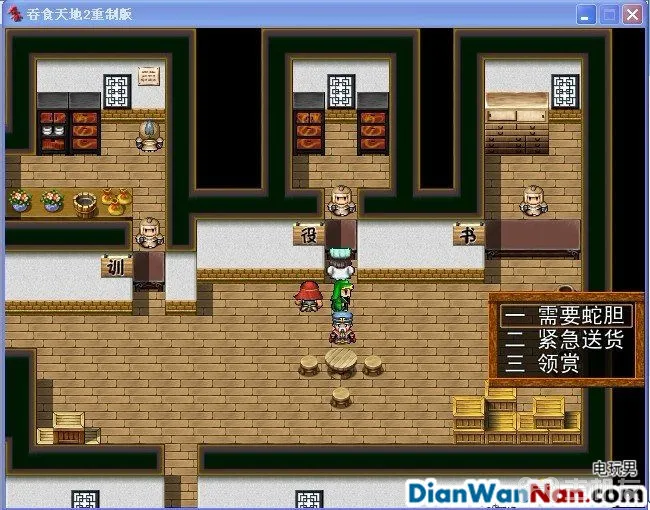 吞食天地2重制版
役
书
训
一 需要蛇胆
二 紧急送货
三 领赏
电玩男
DianWanNan.com